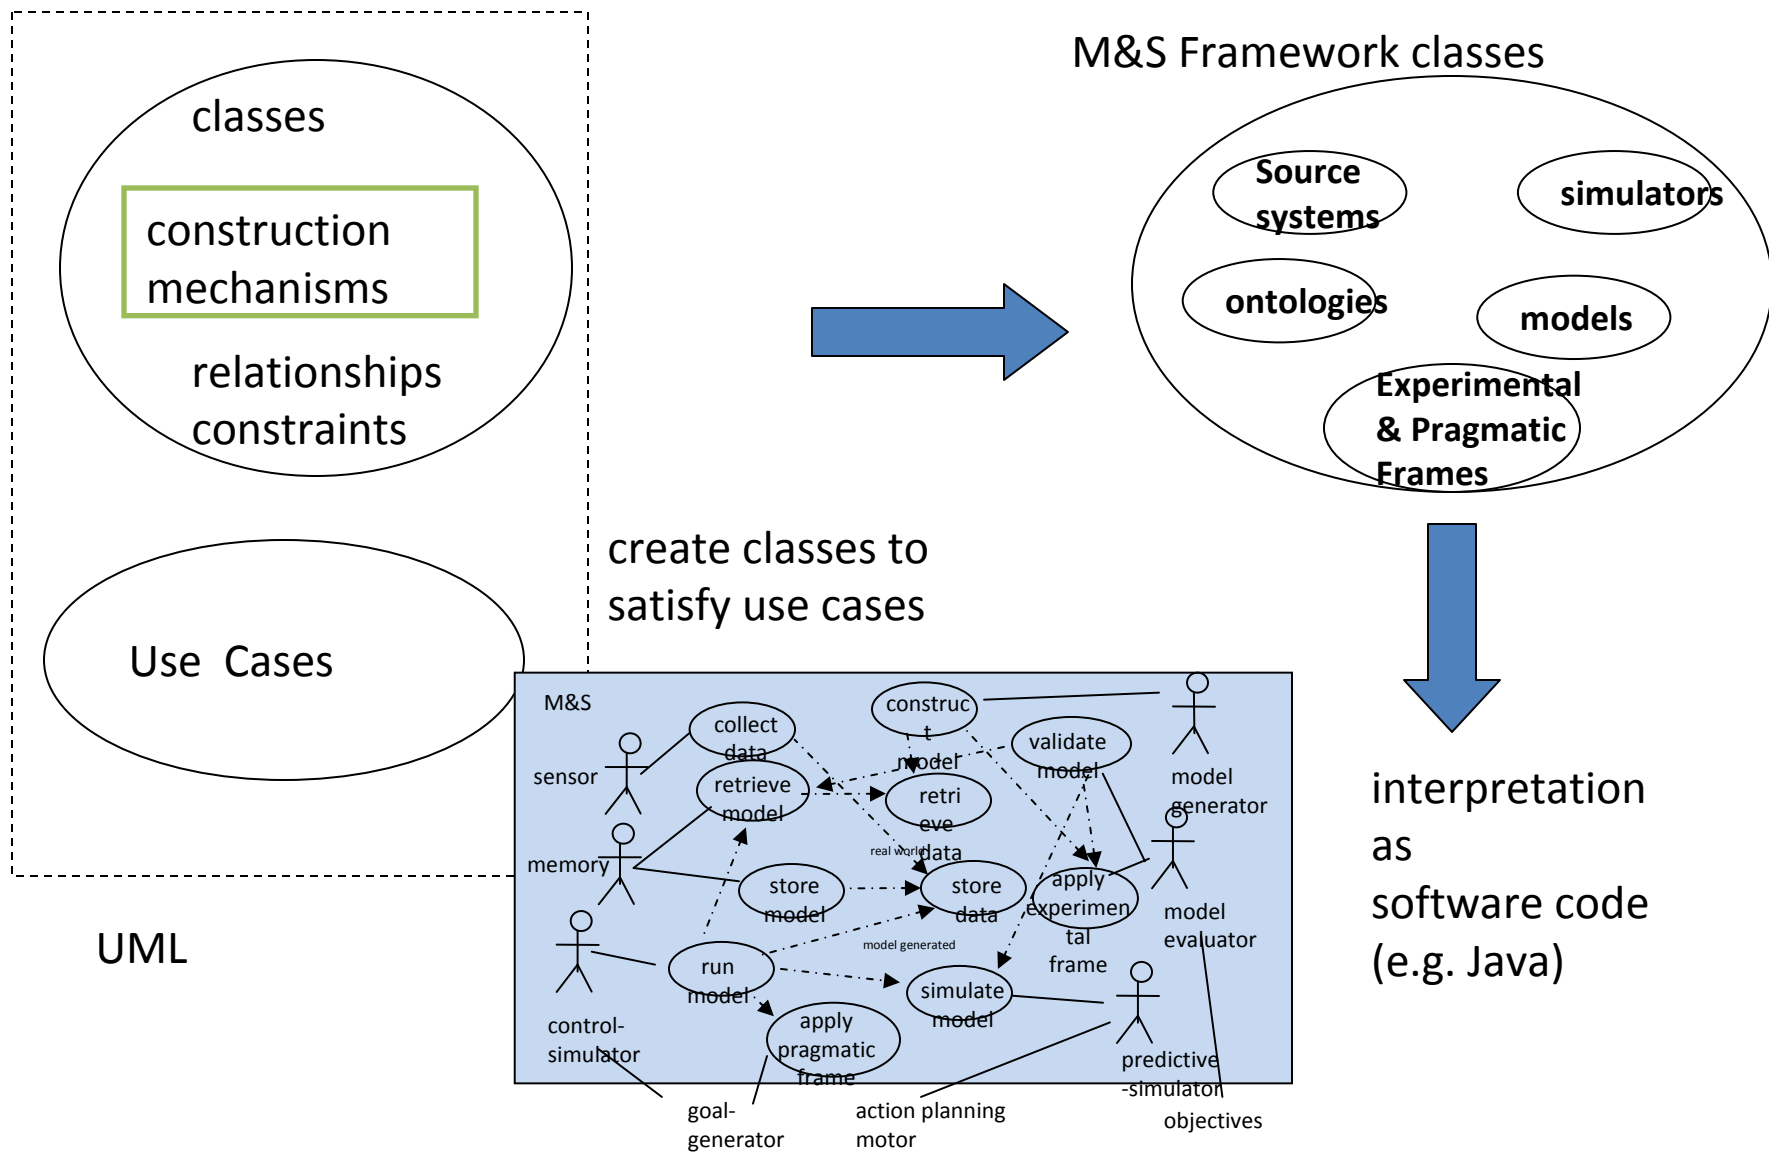 M&S Framework classes
classes
construction
mechanisms
relationships
constraints
Source
systems
simulators
ontologies
models
Experimental
& Pragmatic
Frames
create classes to
satisfy use cases
Use  Cases
UML
interpretation
as
software code
(e.g. Java)
M&S
collect
data
construc
t
model
validate
model
sensor
retrieve
model
retri
eve
data
model
generator
real world
memory
store
model
store
data
apply
experimen
tal
frame
model
evaluator
model generated
run
model
simulate
model
control-
simulator
apply
pragmatic
frame
predictive
-simulator
goal-
generator
action planning
motor
objectives